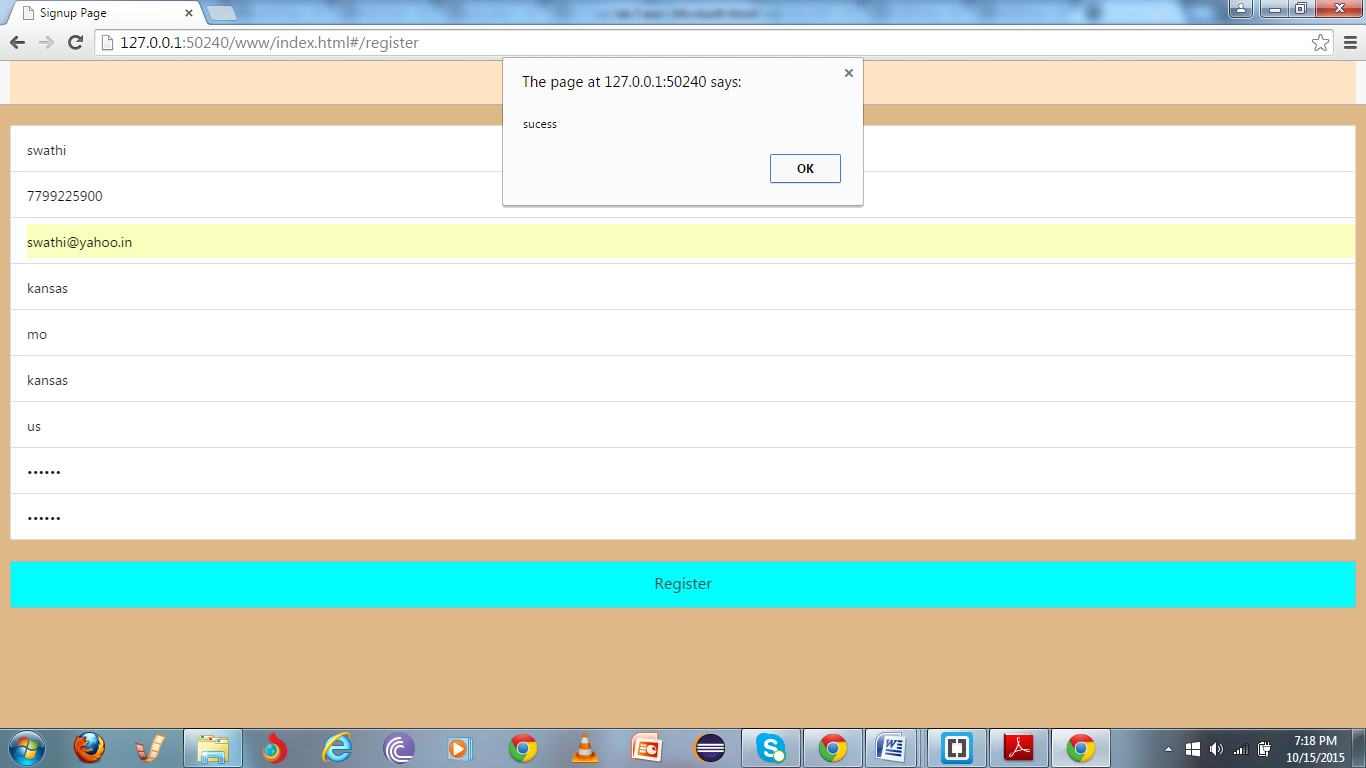 Signup Page
127.0.0.1:50240/www/index.html#/register
The page at 127.0.0.1:50240 says:
sucess
OK
swathi
7799225900
swathi@yahoo.in
kansas
mo
kansas
us
••••••
••••••
Register
7:18 PM
10/15/2015